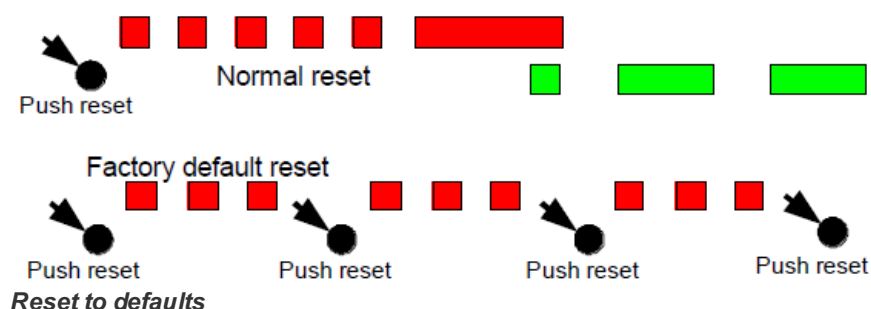 Normal reset
Push reset
Factory default reset
Push reset
Push reset
Push reset
Push reset
Reset to defaults